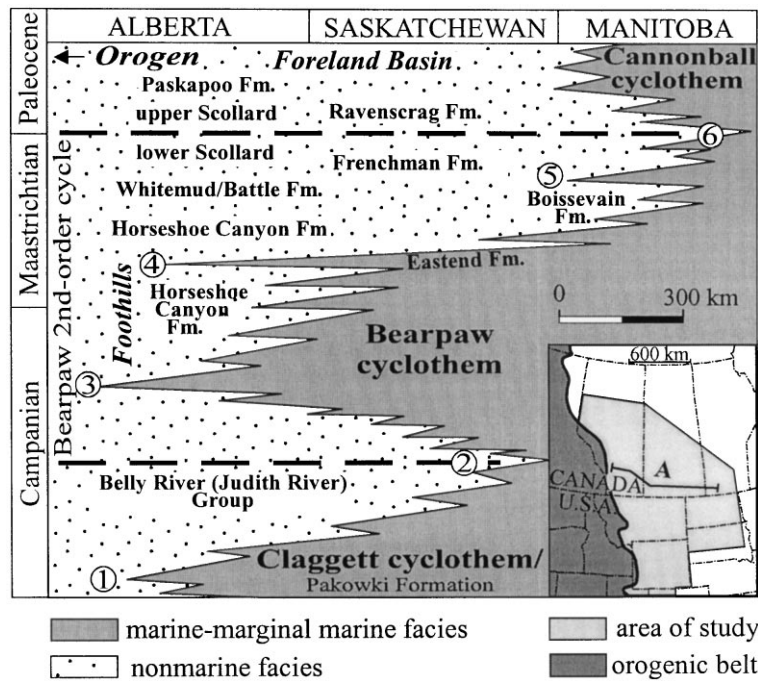 ALBERTA SASKATCHEWAN MANITOBA
Paleocene
Maastrichtian
Campanian
Orogen Foreland Basin
Cannonball
cyclothem
Paskapoo Fm.
upper Scollard Ravenscrag Fm.
6
lower Scollard
Frenchman Fm.
5
Whitemud/Battle Fm.
Boissevain
Fm.
Horseshoe Canyon Fm.
4
Eastend Fm.
Bearpaw 2nd-order cycle
Foothills
Horseshoe
Canyon
Fm.
0 300 km
Bearpaw
cyclothem
600 km
3
2
A
CANADA
U.S.A.
Belly River (Judith River)
Group
1
Claggett cyclothem/
Pakowki Formation
marine-marginal marine facies
area of study
nonmarine facies
orogenic belt